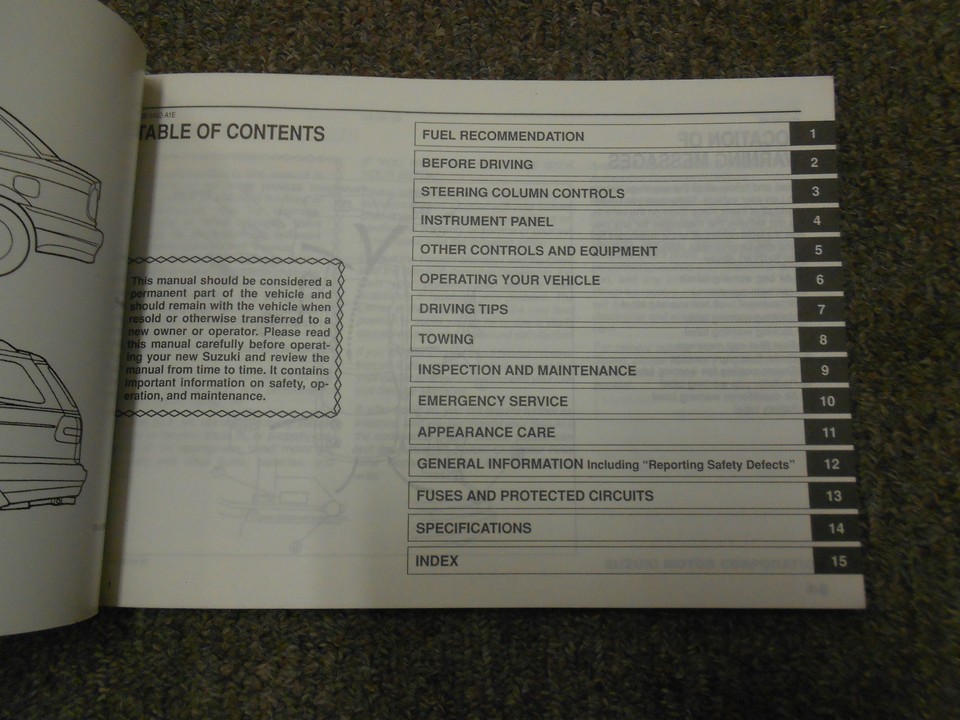 TABLE OF CONTENTS
This manual should be considered a
permanent part of the vehicle and
should remain with the vehicle when
resold or otherwise transferred to a
new owner or operator. Please read
this manual carefully before operat-
ing your new Suzuki and review the
manual from time to time. It contains
important information on safety, op-
eration, and maintenance.
FUEL RECOMMENDATION 1
BEFORE DRIVING 2
STEERING COLUMN CONTROLS 3
INSTRUMENT PANEL 4
OTHER CONTROLS AND EQUIPMENT 5
OPERATING YOUR VEHICLE 6
DRIVING TIPS 7
TOWING 8
INSPECTION AND MAINTENANCE 9
EMERGENCY SERVICE 10
APPEARANCE CARE 11
GENERAL INFORMATION Including “Reporting Safety Defects” 12
FUSES AND PROTECTED CIRCUITS 13
SPECIFICATIONS 14
INDEX 15